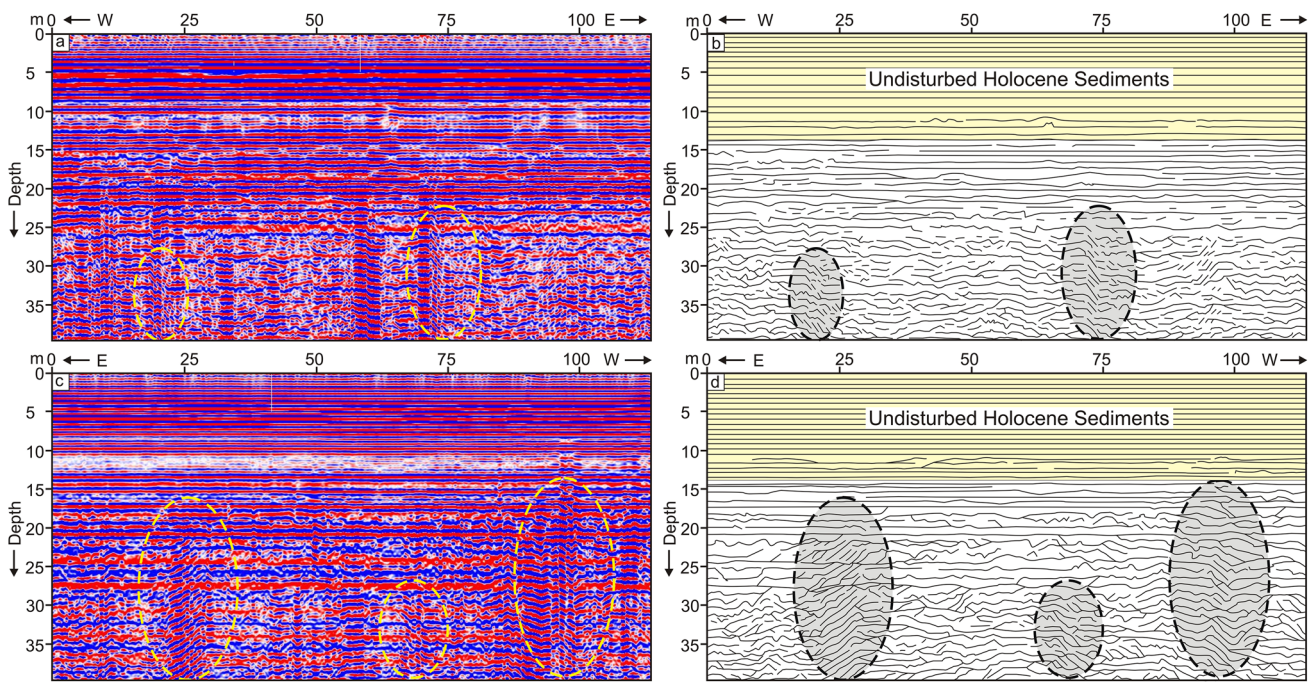 m 0 ← W 25 50 75 100 E →
a
0
5
10
15
20
25
30
35
← Depth
m 0 ← W 25 50 75 100 E →
b
Undisturbed Holocene Sediments
0
5
10
15
20
25
30
35
← Depth
m 0 ← E 25 50 75 100 W →
c
0
5
10
15
20
25
30
35
← Depth
m 0 ← E 25 50 75 100 W →
d
Undisturbed Holocene Sediments
0
5
10
15
20
25
30
35
← Depth